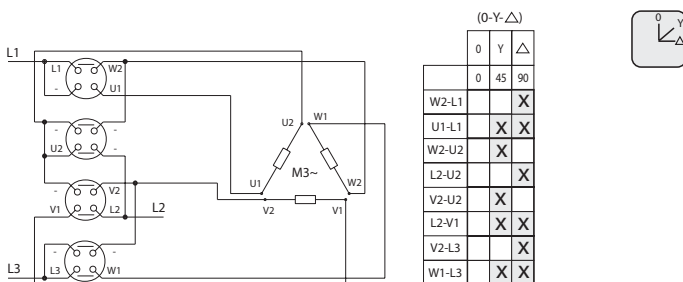 (0-Y-△)
0 Y △
0 45 90
W2-L1 X
U1-L1 X X
W2-U2 X
L2-U2 X
V2-U2 X
L2-V1 X X
V2-L3 X
W1-L3 X X
0 Y
△
L1
L1 W2
- U1
- -
U2 -
- V2
V1 L2
L2
- -
L3
L3 W1
U2 W1
M3~
U1 W2
V2 V1